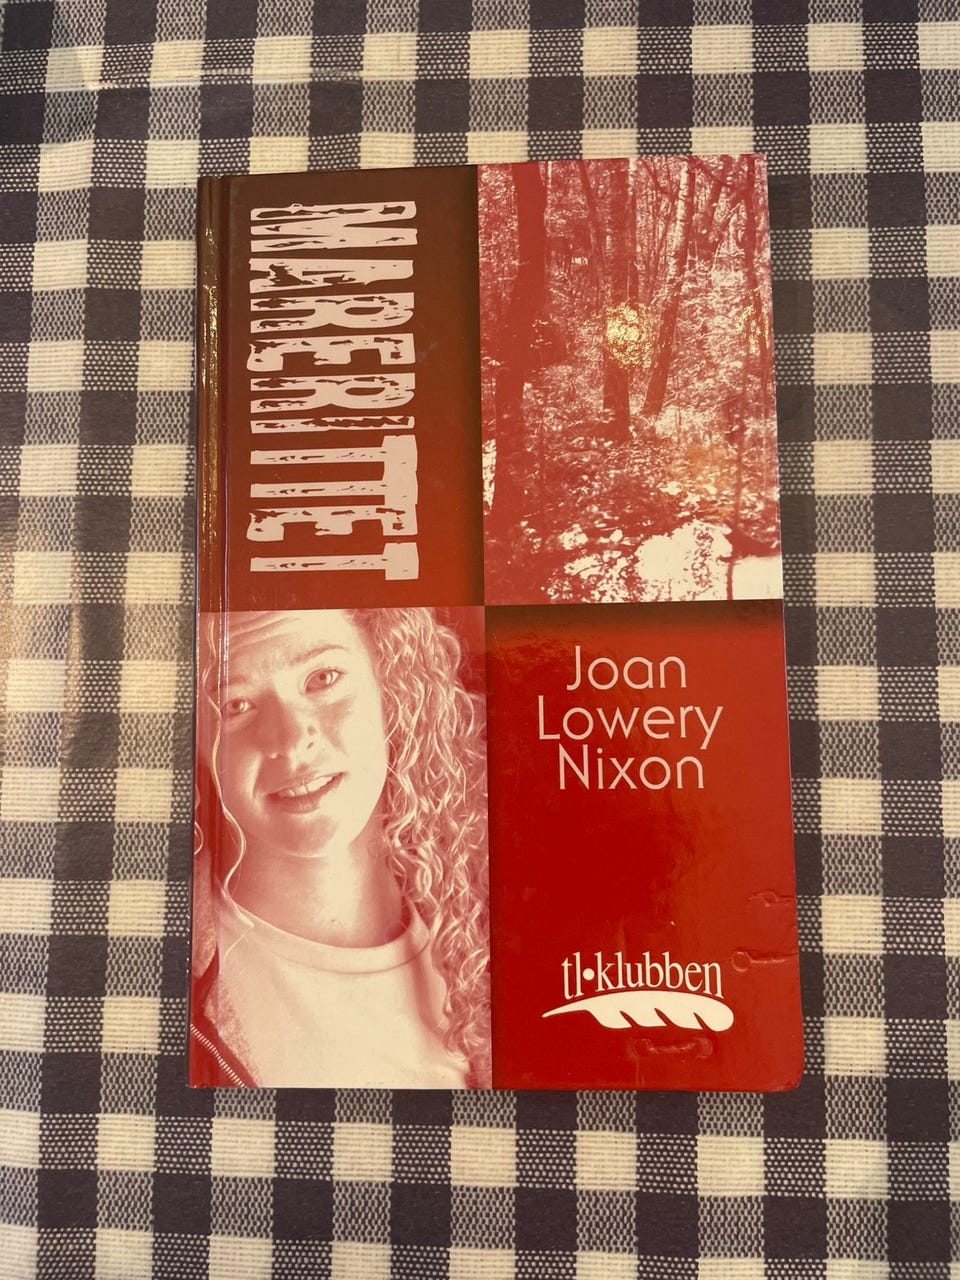 MARERITTET
Joan
Lowery
Nixon
tl•klubben